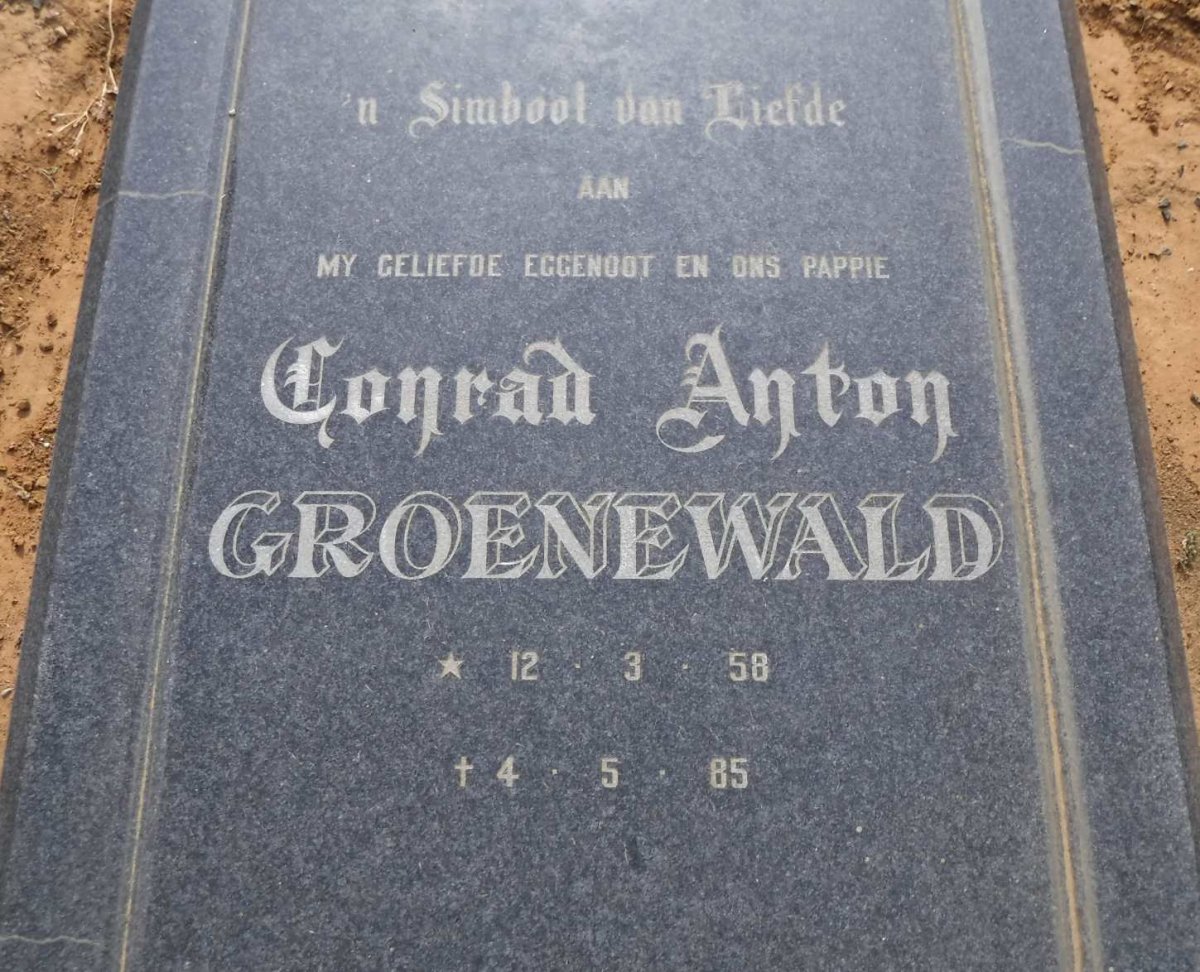 'n Simbool van Liefde
AAN
MY GELIEFDE EGGENOOT EN ONS PAPPIE
Conrad Anton
GROENEWALD
★ 12 · 3 · 58
† 4 · 5 · 85